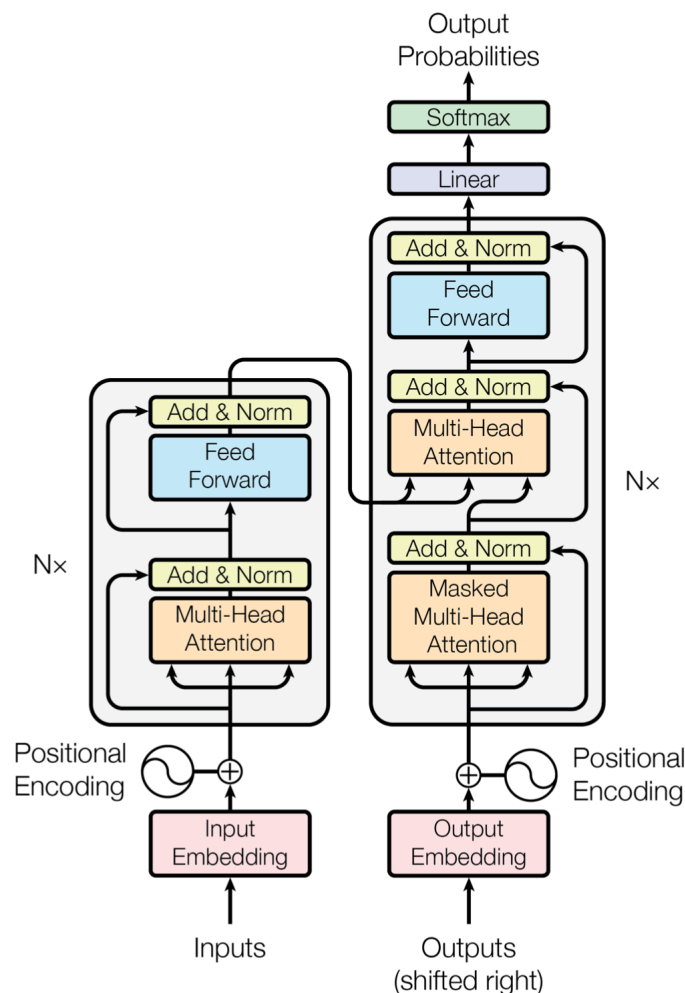 Output
Probabilities
Softmax
Linear
Add & Norm
Feed
Forward
Add & Norm
Multi-Head
Attention
Add & Norm
Masked
Multi-Head
Attention
N×
Add & Norm
Feed
Forward
Add & Norm
Multi-Head
Attention
N×
Positional
Encoding
Positional
Encoding
Input
Embedding
Output
Embedding
Inputs
Outputs
(shifted right)